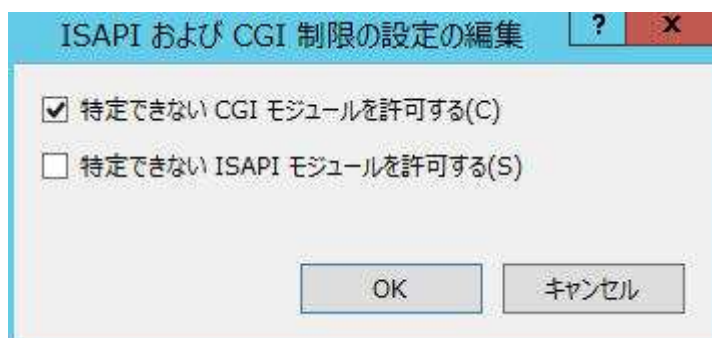 ISAPI および CGI 制限の設定の編集
? x
特定できない CGI モジュールを許可する(C)
特定できない ISAPI モジュールを許可する(S)
OK キャンセル